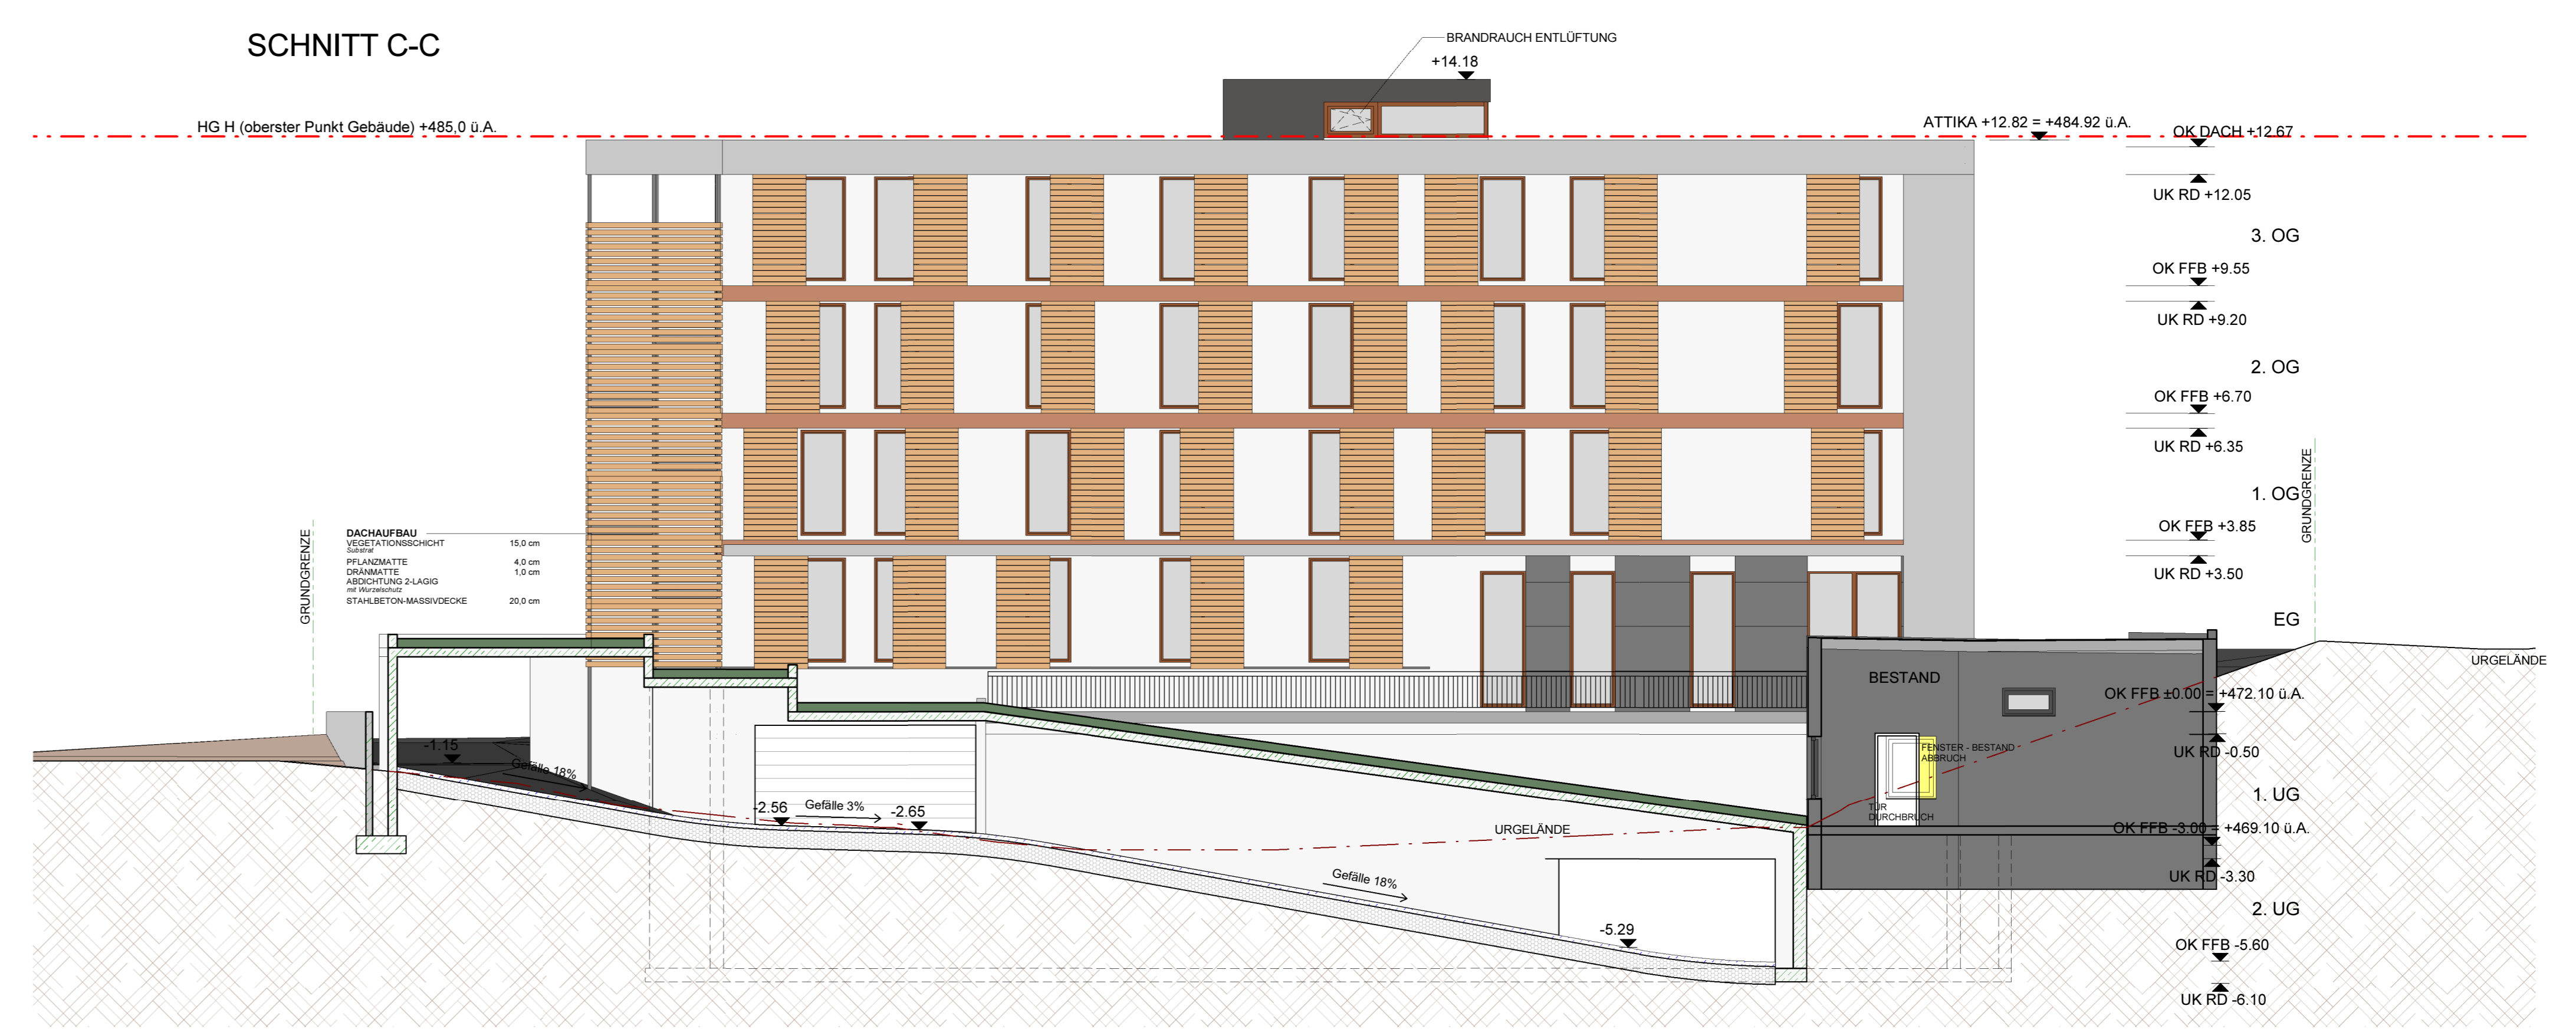 SCHNITT C-C
BRANDRAUCH ENTLÜFTUNG
+14.18
HG H (oberster Punkt Gebäude) +485,0 ü.A.
ATTIKA +12.82 = +484.92 ü.A.
OK DACH +12.67
UK RD +12.05
3. OG
OK FFB +9.55
UK RD +9.20
2. OG
OK FFB +6.70
UK RD +6.35
1. OG
GRUNDGRENZE
OK FFB +3.85
UK RD +3.50
EG
GRUNDGRENZE
DACHAUFBAU
VEGETATIONSSCHICHT 15,0 cm
Substrat
PFLANZMATTE 4,0 cm
DRÄNMATTE 1,0 cm
ABDICHTUNG 2-LAGIG
mit Wurzelschutz
STAHLBETON-MASSIVDECKE 20,0 cm
URGELÄNDE
BESTAND
OK FFB ±0.00 = +472.10 ü.A.
-1.15
Gefälle 18%
FENSTER - BESTAND
ABBRUCH
UK RD -0.50
1. UG
-2.56
Gefälle 3%
-2.65
TÜR
DURCHBRUCH
URGELÄNDE
OK FFB -3.00 = +469.10 ü.A.
Gefälle 18%
UK RD -3.30
2. UG
-5.29
OK FFB -5.60
UK RD -6.10